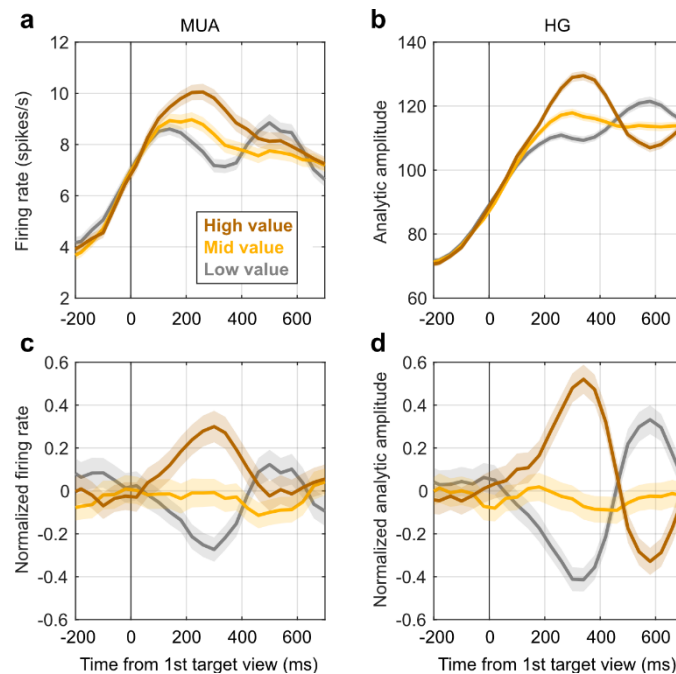 a
MUA
b
HG
Firing rate (spikes/s)
12
10
8
6
4
2
High value
Mid value
Low value
-200 0 200 400 600
Analytic amplitude
140
120
100
80
60
-200 0 200 400 600
c
Normalized firing rate
0.6
0.4
0.2
0
-0.2
-0.4
-0.6
-200 0 200 400 600
Time from 1st target view (ms)
d
Normalized analytic amplitude
0.6
0.4
0.2
0
-0.2
-0.4
-0.6
-200 0 200 400 600
Time from 1st target view (ms)